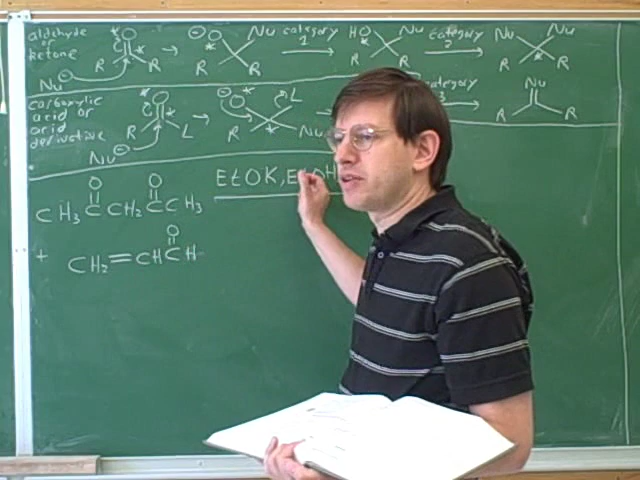 aldehyde
or
ketone
O
R
R
Nu⊖
→
⊖O
Nu
R
R
category
1
HO
Nu
R
R
category
2
Nu
Nu
R
R
category
3
Nu
R
R
carboxylic
acid or
acid
derivative
O
R
L
Nu⊖
→
⊖O
L
R
Nu
CH₃CCH₂CCH₃
O
O
EtOK, EtOH
+ CH₂=CHCH
O